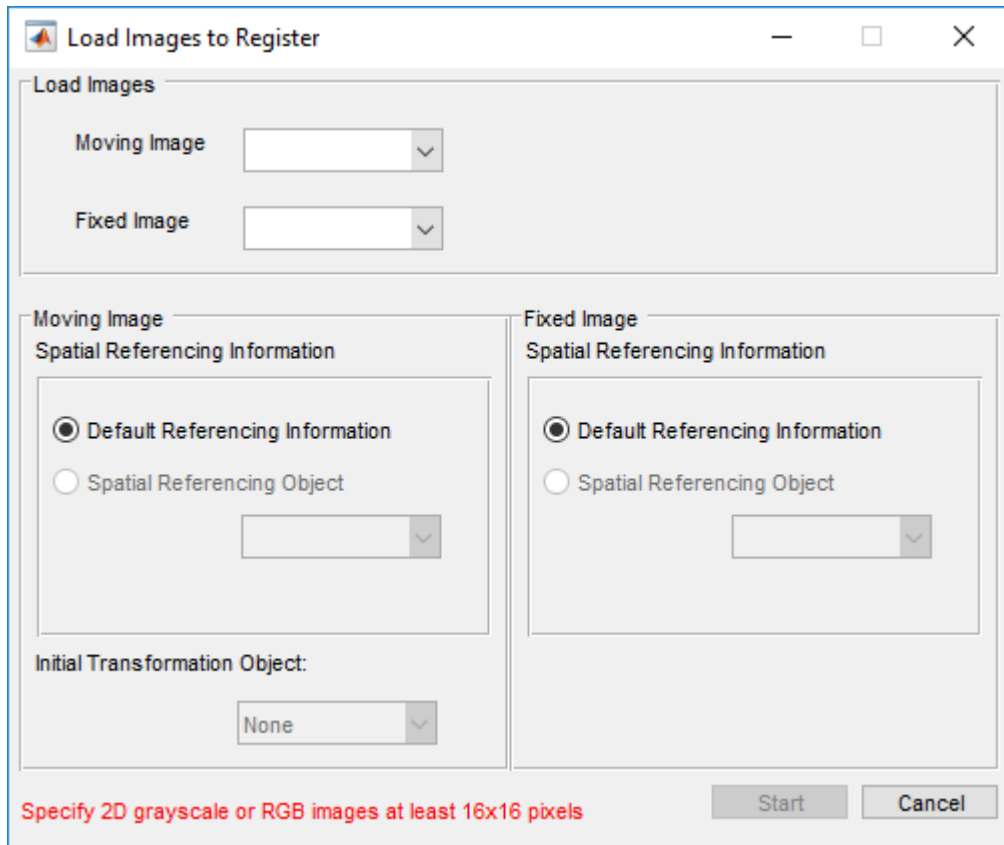 Load Images to Register
Load Images
Moving Image
Fixed Image
Moving Image
Spatial Referencing Information
Default Referencing Information
Spatial Referencing Object
Initial Transformation Object:
None
Fixed Image
Spatial Referencing Information
Default Referencing Information
Spatial Referencing Object
Specify 2D grayscale or RGB images at least 16x16 pixels
Start
Cancel